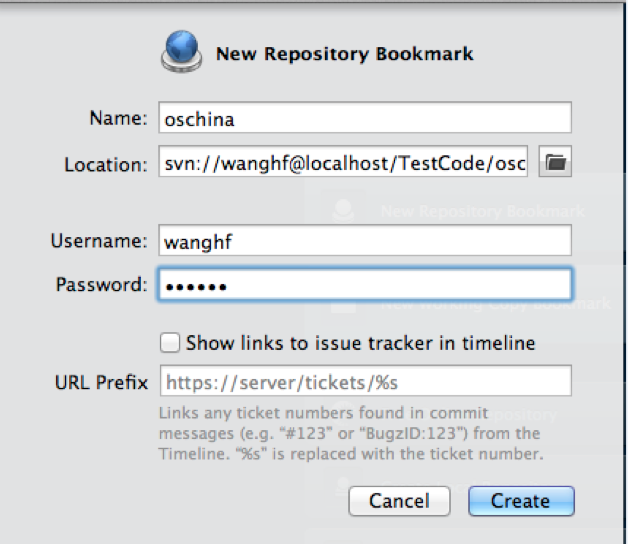 New Repository Bookmark
Name: oschina
Location: svn://wanghf@localhost/TestCode/osc
New Repository Bookmark
Username: wanghf
Password: ••••••
New Working Copy Bookmark
Show links to issue tracker in timeline
URL Prefix https://server/tickets/%s
Links any ticket numbers found in commit
messages (e.g. “#123” or “BugzID:123”) from the
Timeline. “%s” is replaced with the ticket number.
Cancel Create